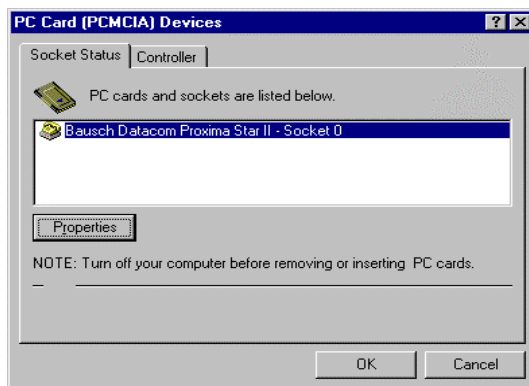 PC Card (PCMCIA) Devices
Socket Status
Controller
PC cards and sockets are listed below.
Bausch Datacom Proxima Star II - Socket 0
Properties
NOTE: Turn off your computer before removing or inserting PC cards.
OK
Cancel